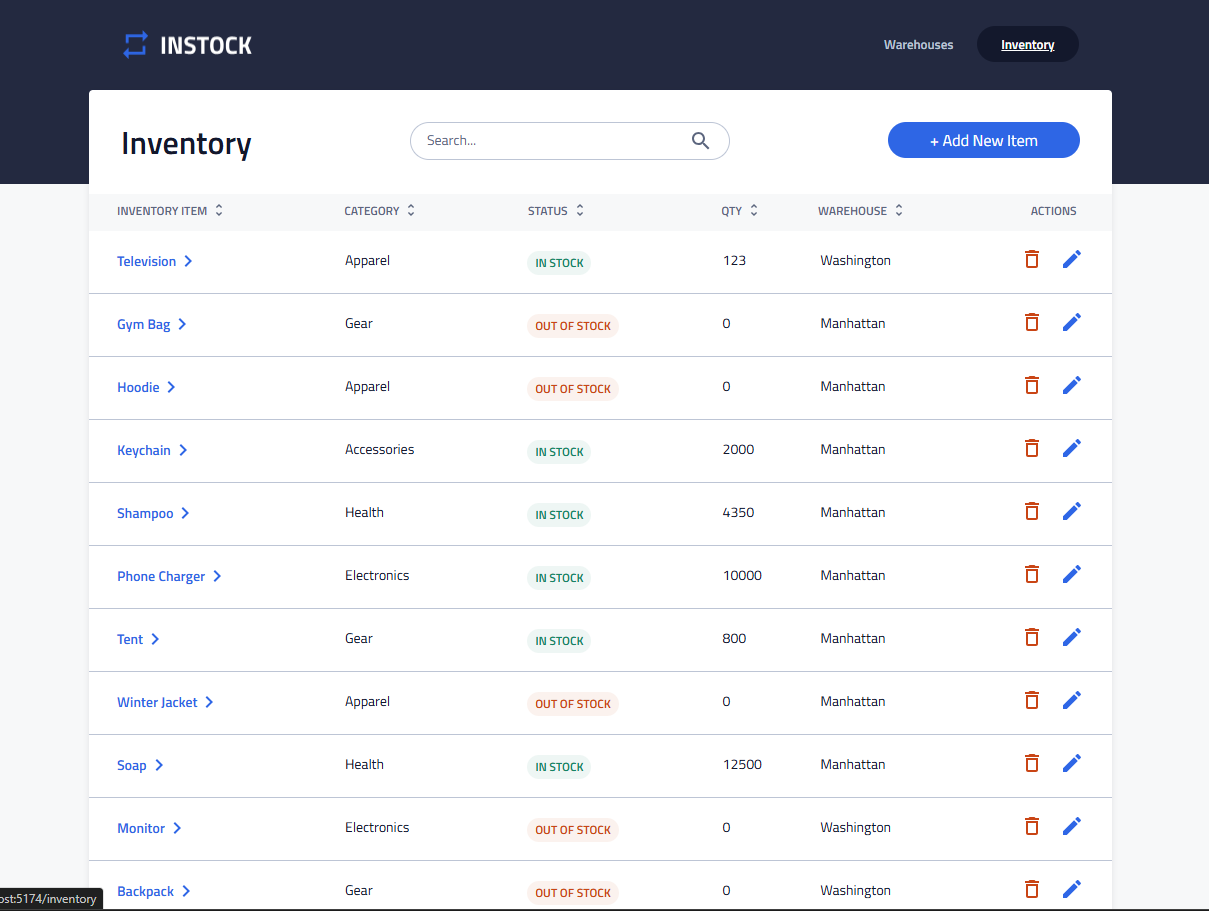 INSTOCK
Warehouses Inventory
Inventory Search... + Add New Item
INVENTORY ITEM CATEGORY STATUS QTY WAREHOUSE ACTIONS
Television Apparel IN STOCK 123 Washington
Gym Bag Gear OUT OF STOCK 0 Manhattan
Hoodie Apparel OUT OF STOCK 0 Manhattan
Keychain Accessories IN STOCK 2000 Manhattan
Shampoo Health IN STOCK 4350 Manhattan
Phone Charger Electronics IN STOCK 10000 Manhattan
Tent Gear IN STOCK 800 Manhattan
Winter Jacket Apparel OUT OF STOCK 0 Manhattan
Soap Health IN STOCK 12500 Manhattan
Monitor Electronics OUT OF STOCK 0 Washington
Backpack Gear OUT OF STOCK 0 Washington
ost:5174/inventory